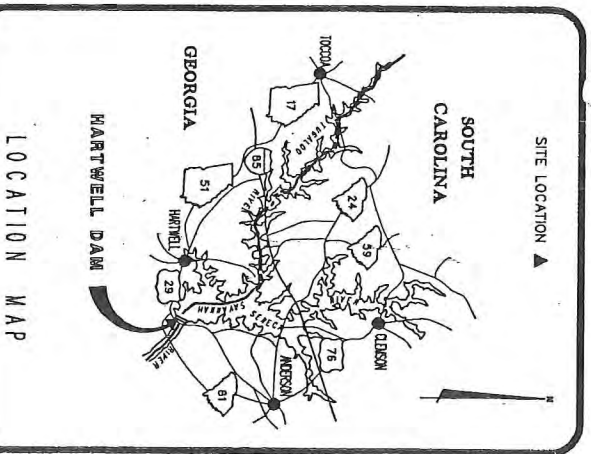 SITE LOCATION ▲
N
SOUTH
CAROLINA
TOCCOA
17
TUGALOO
RIVER
24
59
CLEMSON
GEORGIA
85
51
HARTWELL
SENECA
76
29
SAVANNAH
RIVER
ANDERSON
81
HARTWELL DAM
LOCATION MAP